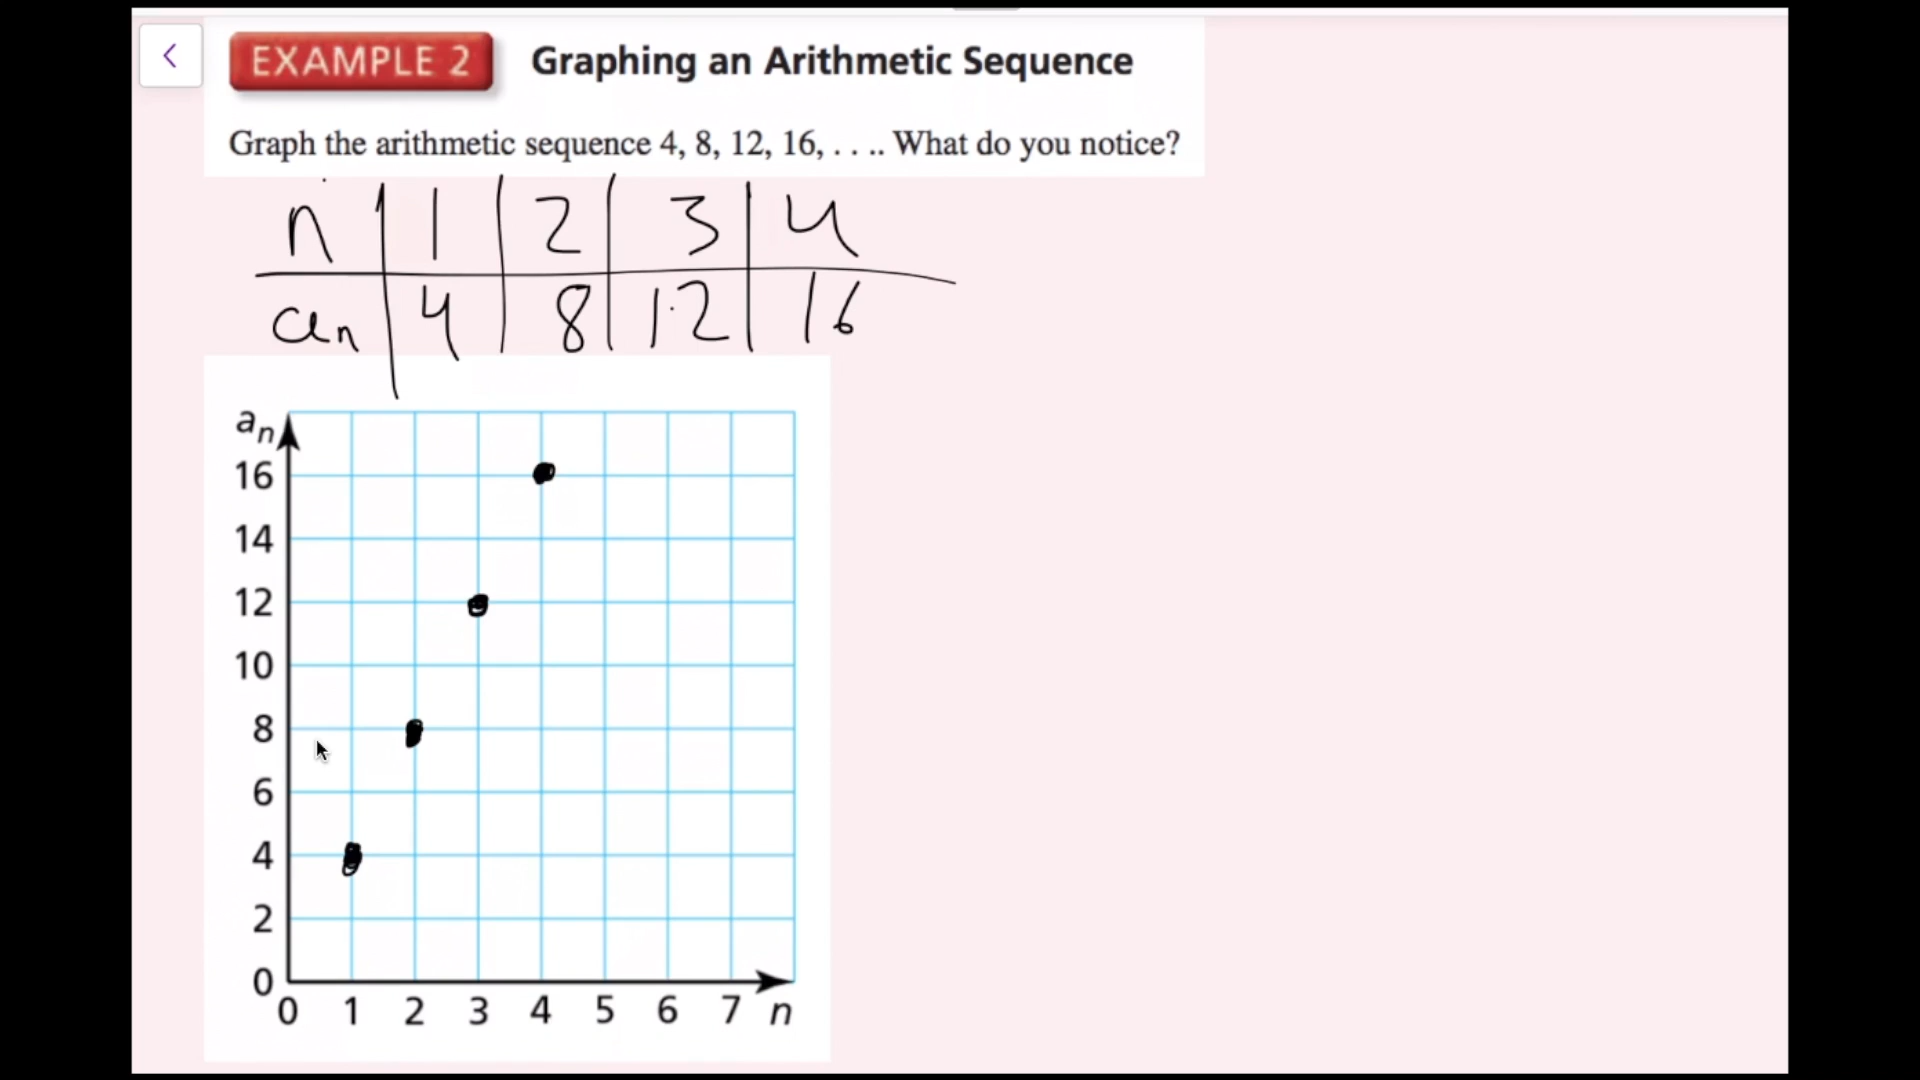 EXAMPLE 2 Graphing an Arithmetic Sequence
Graph the arithmetic sequence 4, 8, 12, 16, . . .. What do you notice?
n 1 2 3 4
an 4 8 12 16
an
16
14
12
10
8
6
4
2
0
0 1 2 3 4 5 6 7 n